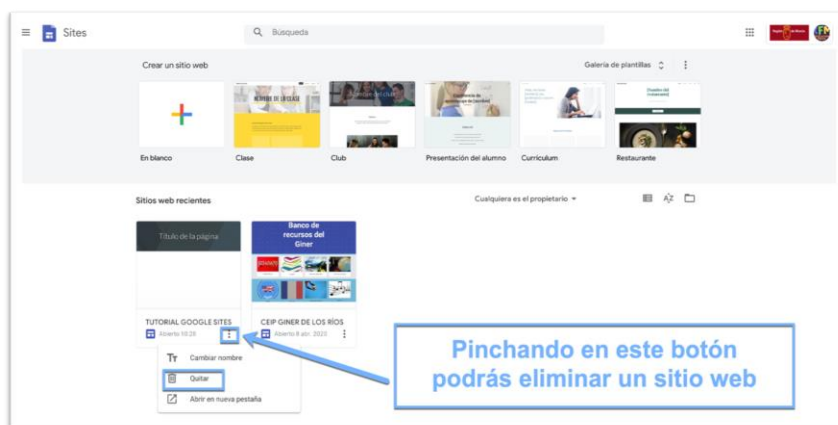 Sites
Búsqueda
Crear un sitio web
Galería de plantillas
En blanco
Clase
Club
Presentación del alumno
Curriculum
Restaurante
Sitios web recientes
Cualquiera es el propietario
Título de la página
Banco de
recursos del
Giner
TUTORIAL GOOGLE SITES
Abierto 10:29
CEIP GINER DE LOS RÍOS
Abierto 8 abr. 2020
Cambiar nombre
Quitar
Abrir en nueva pestaña
Pinchando en este botón
podrás eliminar un sitio web